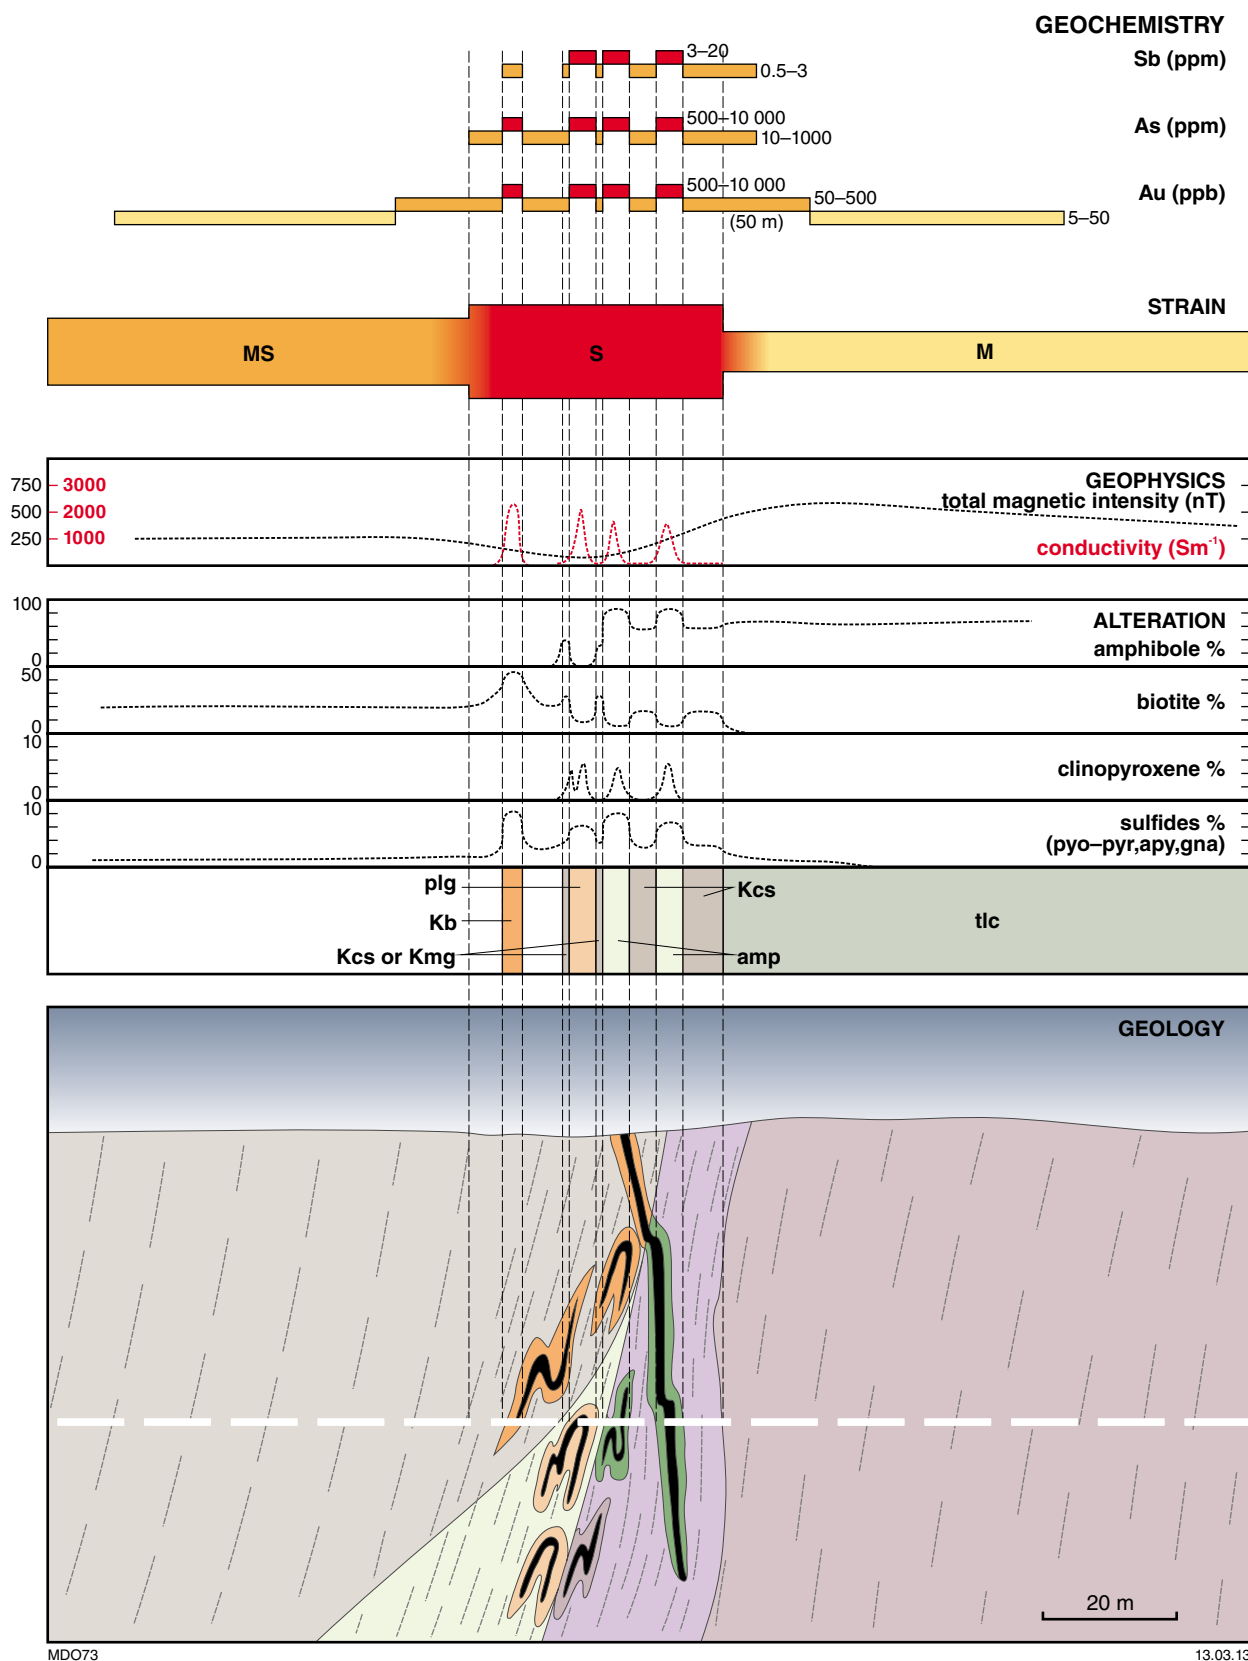 GEOCHEMISTRY
3–20
Sb (ppm)
0.5–3
500–10 000
As (ppm)
10–1000
500–10 000
Au (ppb)
50–500
(50 m)
5–50
STRAIN
MS
S
M
GEOPHYSICS
750
3000
total magnetic intensity (nT)
500
2000
250
1000
conductivity (Sm⁻¹)
100
ALTERATION
amphibole %
0
50
biotite %
0
10
clinopyroxene %
0
10
sulfides %
(pyo–pyr,apy,gna)
0
plg
Kcs
Kb
tlc
Kcs or Kmg
amp
GEOLOGY
20 m
MDO73
13.03.13